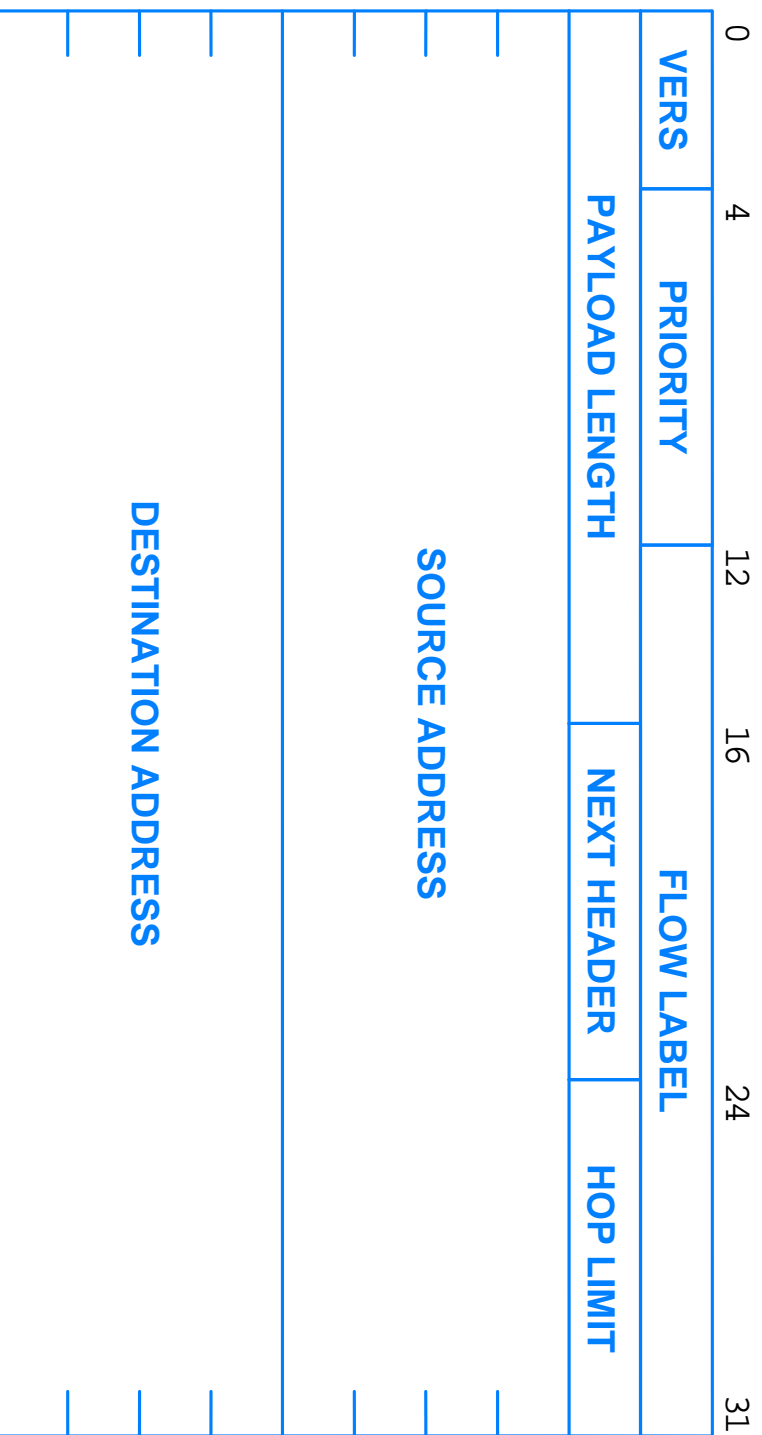 0 4 12 16 24 31
VERS PRIORITY FLOW LABEL
PAYLOAD LENGTH NEXT HEADER HOP LIMIT
SOURCE ADDRESS
DESTINATION ADDRESS